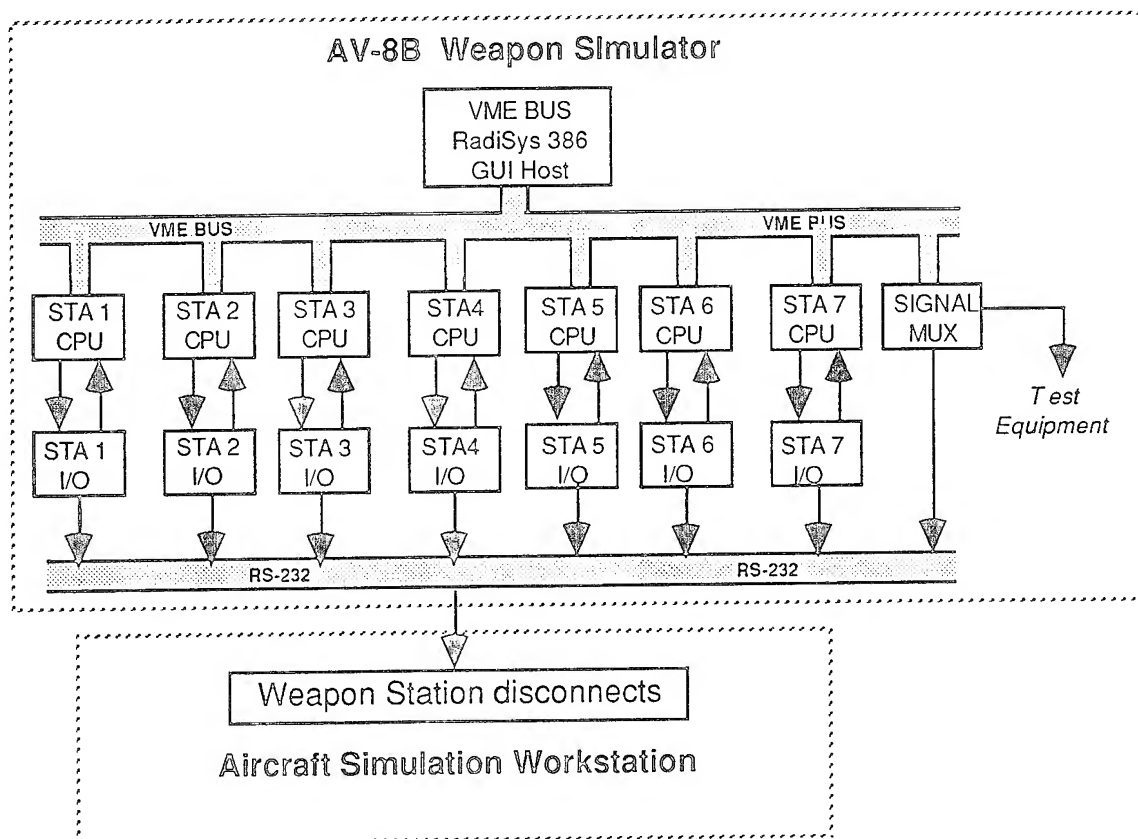 AV-8B Weapon Simulator
VME BUS
RadiSys 386
GUI Host
VME BUS
VME BUS
STA 1
CPU
STA 2
CPU
STA 3
CPU
STA4
CPU
STA 5
CPU
STA 6
CPU
STA 7
CPU
SIGNAL
MUX
Test
Equipment
STA 1
I/O
STA 2
I/O
STA 3
I/O
STA4
I/O
STA 5
I/O
STA 6
I/O
STA 7
I/O
RS-232
RS-232
Weapon Station disconnects
Aircraft Simulation Workstation